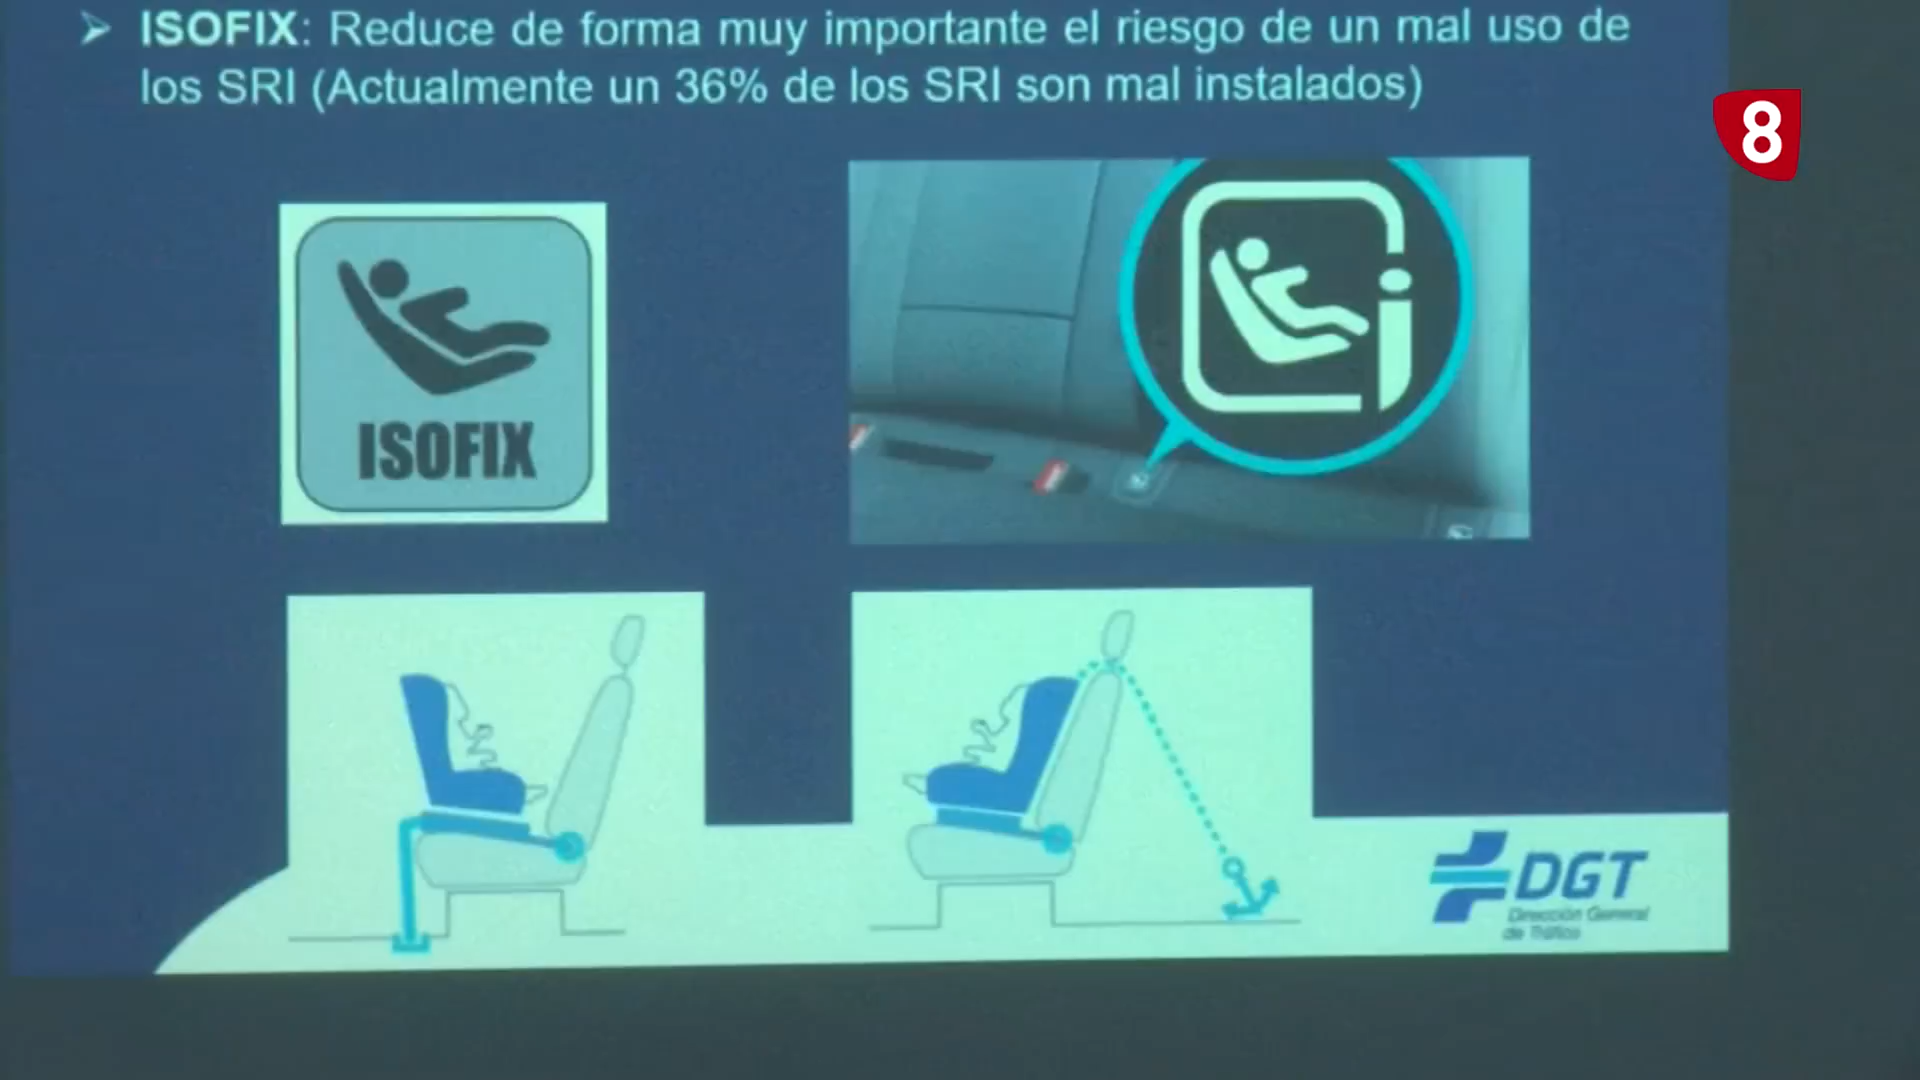 ISOFIX: Reduce de forma muy importante el riesgo de un mal uso de
los SRI (Actualmente un 36% de los SRI son mal instalados)
8
ISOFIX
i
DGT
Dirección General
de Tráfico